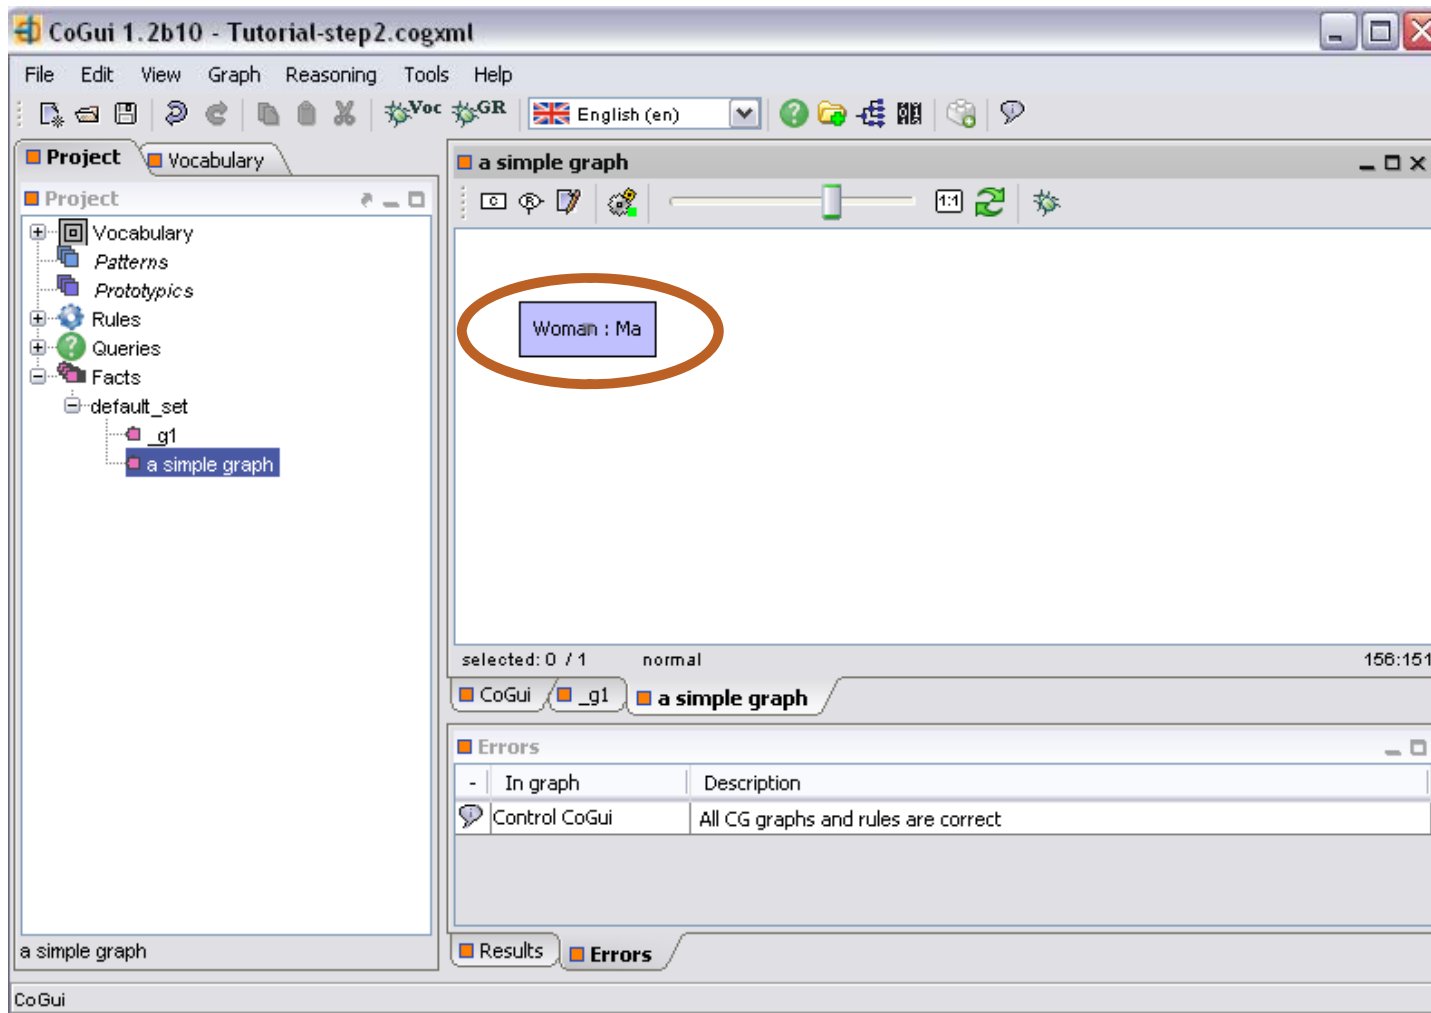 CoGui 1.2b10 - Tutorial-step2.cogxml
File Edit View Graph Reasoning Tools Help
Voc GR English (en)
Project Vocabulary
Project
Vocabulary
Patterns
Prototypics
Rules
Queries
Facts
default_set
_g1
a simple graph
a simple graph
a simple graph
C R 1:1
Woman : Ma
selected: 0 / 1 normal 156:151
CoGui _g1 a simple graph
Errors
- In graph Description
Control CoGui All CG graphs and rules are correct
Results Errors
CoGui